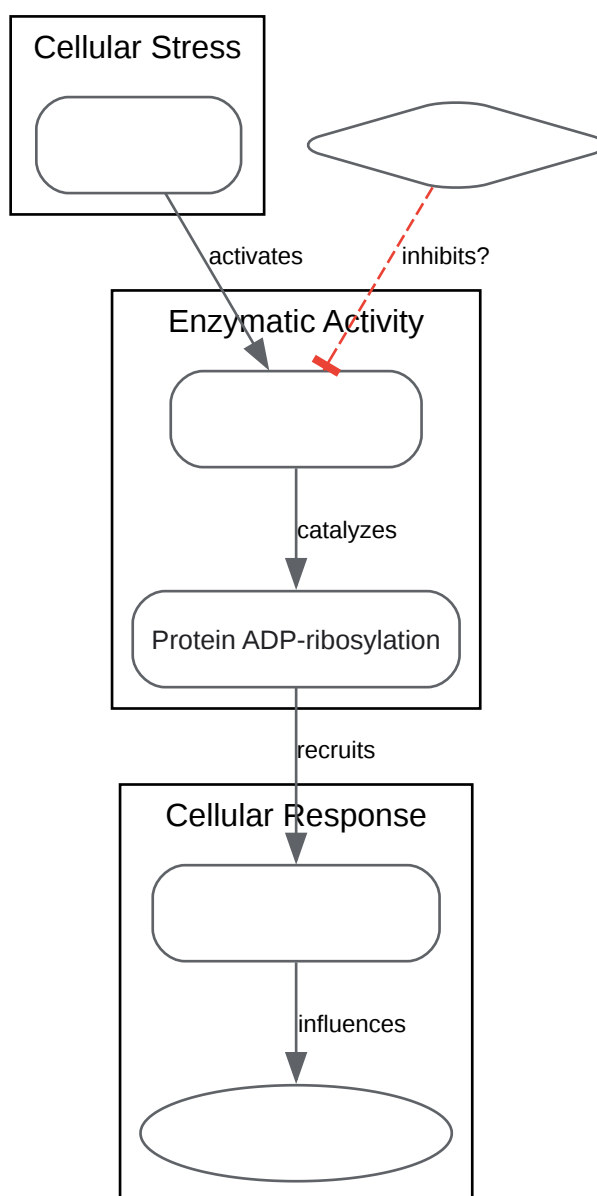 Cellular Stress
activates
inhibits?
Enzymatic Activity
catalyzes
Protein ADP-ribosylation
recruits
Cellular Response
influences